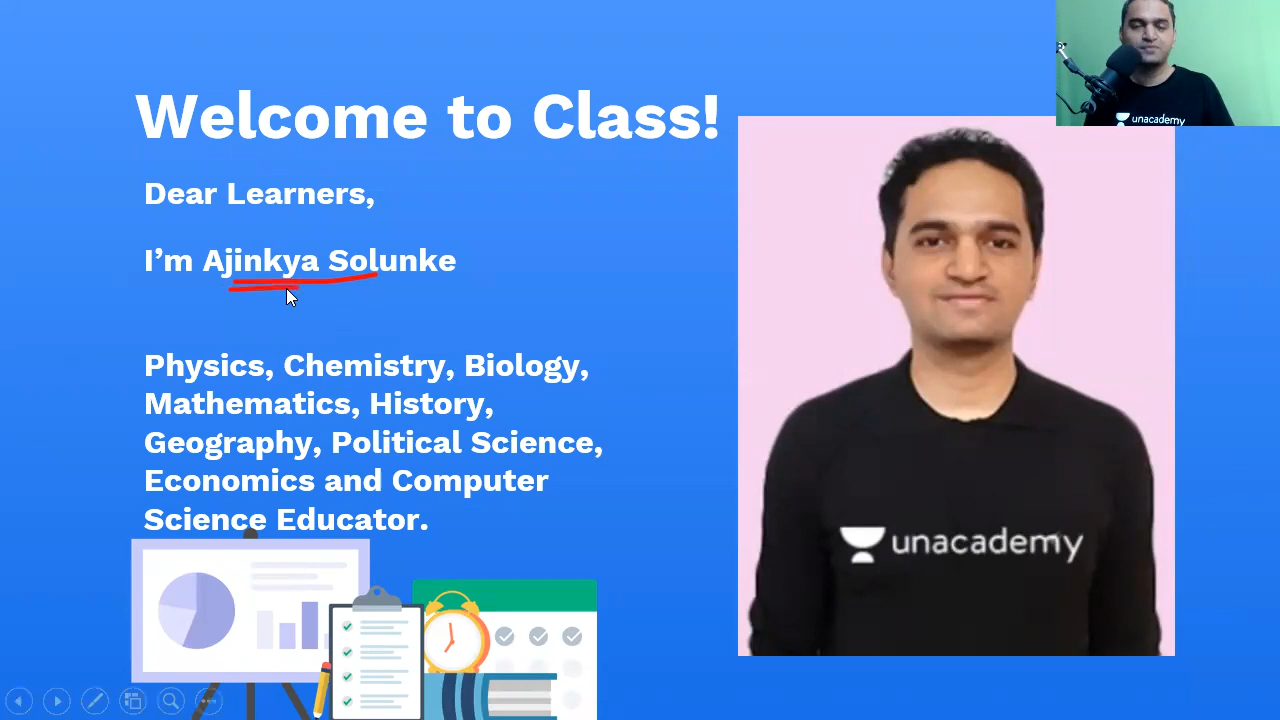 Welcome to Class!
Dear Learners,
I’m Ajinkya Solunke
Physics, Chemistry, Biology,
Mathematics, History,
Geography, Political Science,
Economics and Computer
Science Educator.
unacademy
unacademy